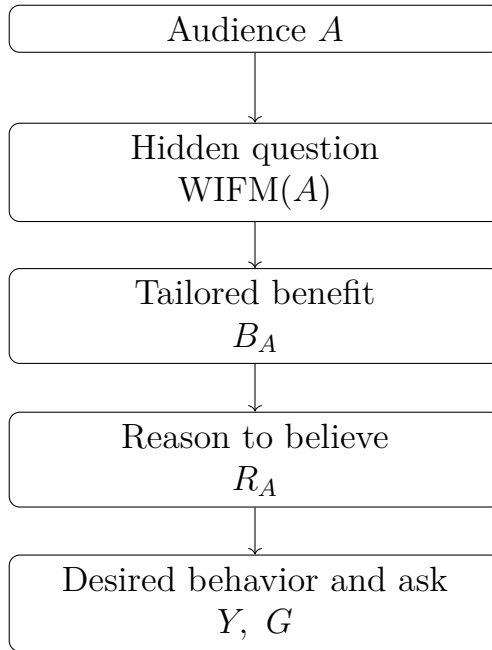 Audience A
Hidden question
WIFM(A)
Tailored benefit
B_A
Reason to believe
R_A
Desired behavior and ask
Y, G